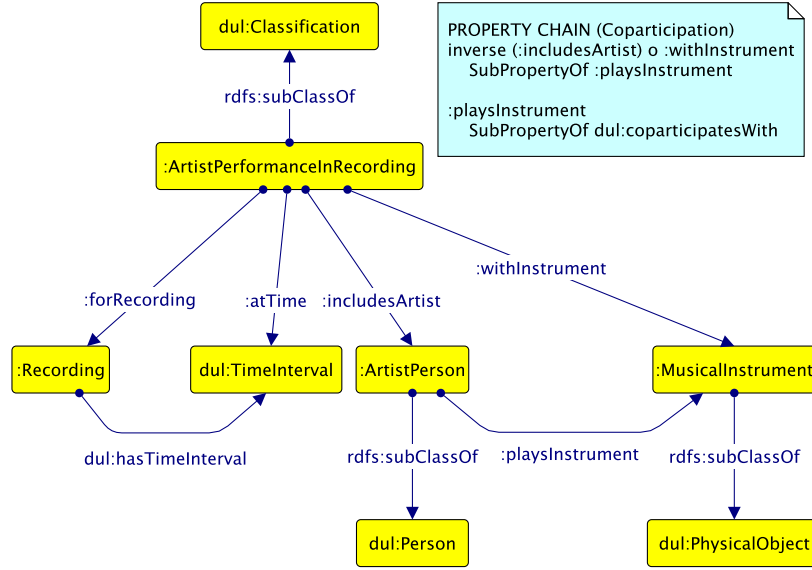 dul:Classification
PROPERTY CHAIN (Coparticipation)
inverse (:includesArtist) o :withInstrument
SubPropertyOf :playsInstrument
:playsInstrument
SubPropertyOf dul:coparticipatesWith
rdfs:subClassOf
:ArtistPerformanceInRecording
:withInstrument
:forRecording
:atTime
:includesArtist
:Recording
dul:TimeInterval
:ArtistPerson
:MusicalInstrument
dul:hasTimeInterval
rdfs:subClassOf
:playsInstrument
rdfs:subClassOf
dul:Person
dul:PhysicalObject